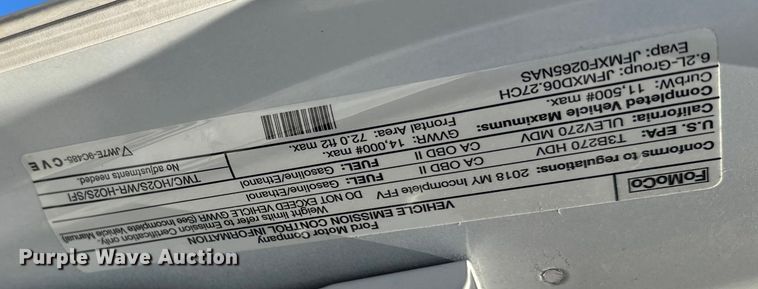 Ford Motor Company
VEHICLE EMISSION CONTROL INFORMATION
Weight limits refer to Emission Certification only.
DO NOT EXCEED VEHICLE GVWR (See Incomplete Vehicle Manual)
FoMoCo
Conforms to regulations: 2018 MY Incomplete FFV
U.S. EPA: T3B270 HDV CA OBD II FUEL: Gasoline/Ethanol
California: ULEV270 MDV CA OBD II FUEL: Gasoline/Ethanol
TWC/HO2S/WR-HO2S/SFI
No adjustments needed.
Completed Vehicle Maximums:
CurbW: 11,500# max. GVWR: 14,000# max.
Frontal Area: 72.0 ft2 max.
6.2L-Group: JFMXD06.27CH
Evap: JFMXF0265NAS
JW7E-9C485-CVE
Purple Wave Auction